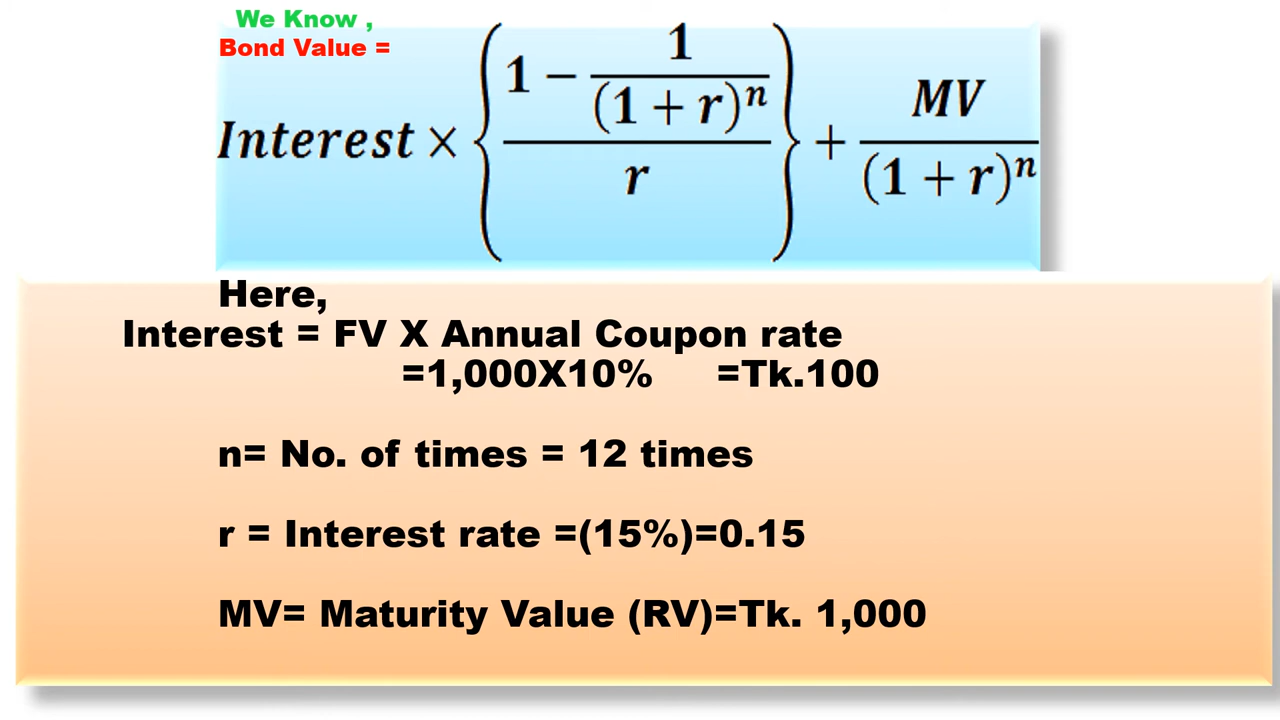 We Know ,
Bond Value =
Interest × { (1 − 1/(1 + r)^n) / r } + MV/(1 + r)^n
Here,
Interest = FV X Annual Coupon rate
=1,000X10% =Tk.100
n= No. of times = 12 times
r = Interest rate =(15%)=0.15
MV= Maturity Value (RV)=Tk. 1,000